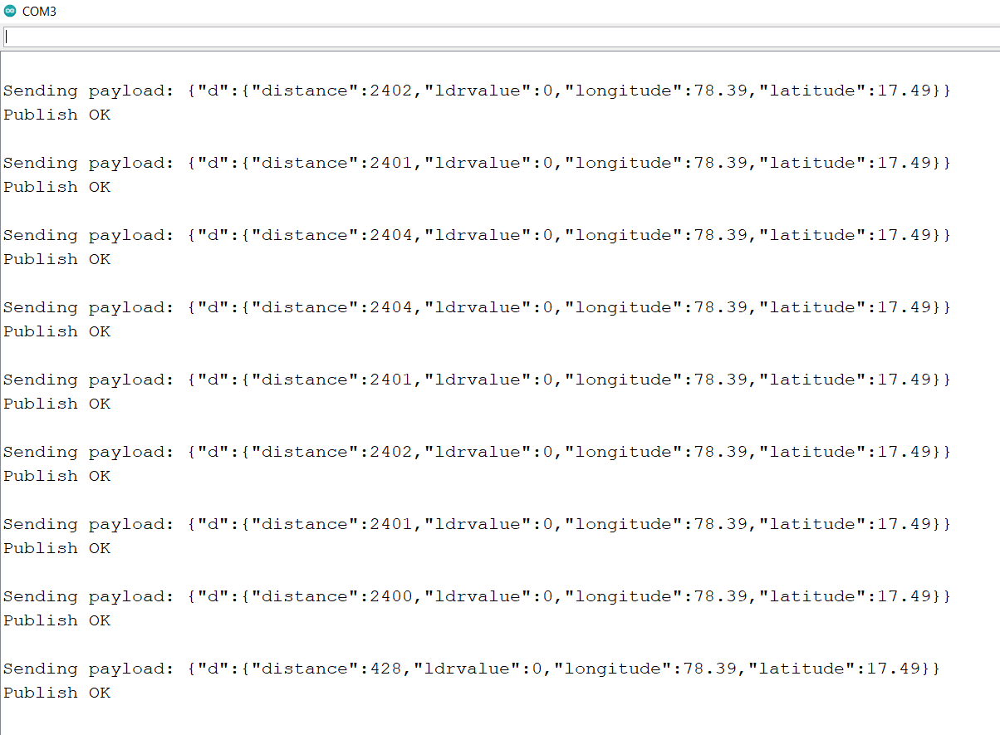 COM3
Sending payload: {"d":{"distance":2402,"ldrvalue":0,"longitude":78.39,"latitude":17.49}}
Publish OK
Sending payload: {"d":{"distance":2401,"ldrvalue":0,"longitude":78.39,"latitude":17.49}}
Publish OK
Sending payload: {"d":{"distance":2404,"ldrvalue":0,"longitude":78.39,"latitude":17.49}}
Publish OK
Sending payload: {"d":{"distance":2404,"ldrvalue":0,"longitude":78.39,"latitude":17.49}}
Publish OK
Sending payload: {"d":{"distance":2401,"ldrvalue":0,"longitude":78.39,"latitude":17.49}}
Publish OK
Sending payload: {"d":{"distance":2402,"ldrvalue":0,"longitude":78.39,"latitude":17.49}}
Publish OK
Sending payload: {"d":{"distance":2401,"ldrvalue":0,"longitude":78.39,"latitude":17.49}}
Publish OK
Sending payload: {"d":{"distance":2400,"ldrvalue":0,"longitude":78.39,"latitude":17.49}}
Publish OK
Sending payload: {"d":{"distance":428,"ldrvalue":0,"longitude":78.39,"latitude":17.49}}
Publish OK